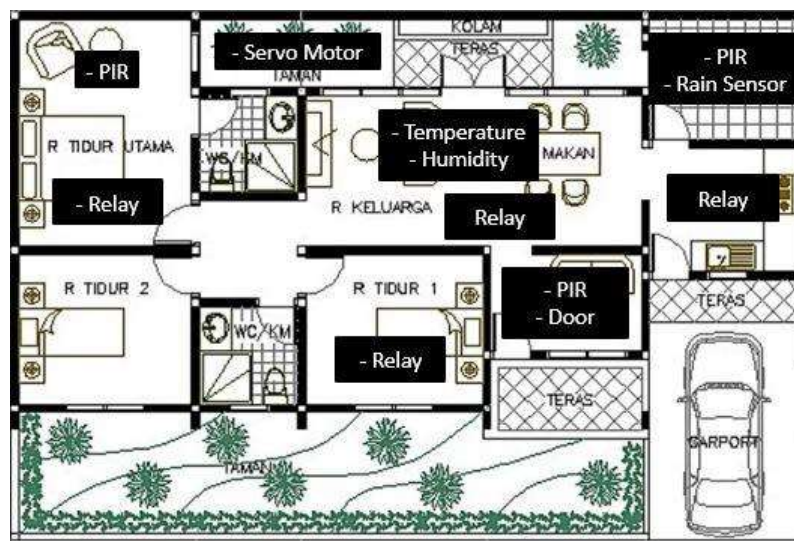 KOLAM
TERAS
- Servo Motor
TAMAN
- PIR
- PIR
- Rain Sensor
R TIDUR UTAMA
WC/KM
- Temperature
- Humidity
MAKAN
- Relay
R KELUARGA
Relay
Relay
R TIDUR 2
R TIDUR 1
- PIR
- Door
TERAS
WC/KM
- Relay
TERAS
CARPORT
TAMAN